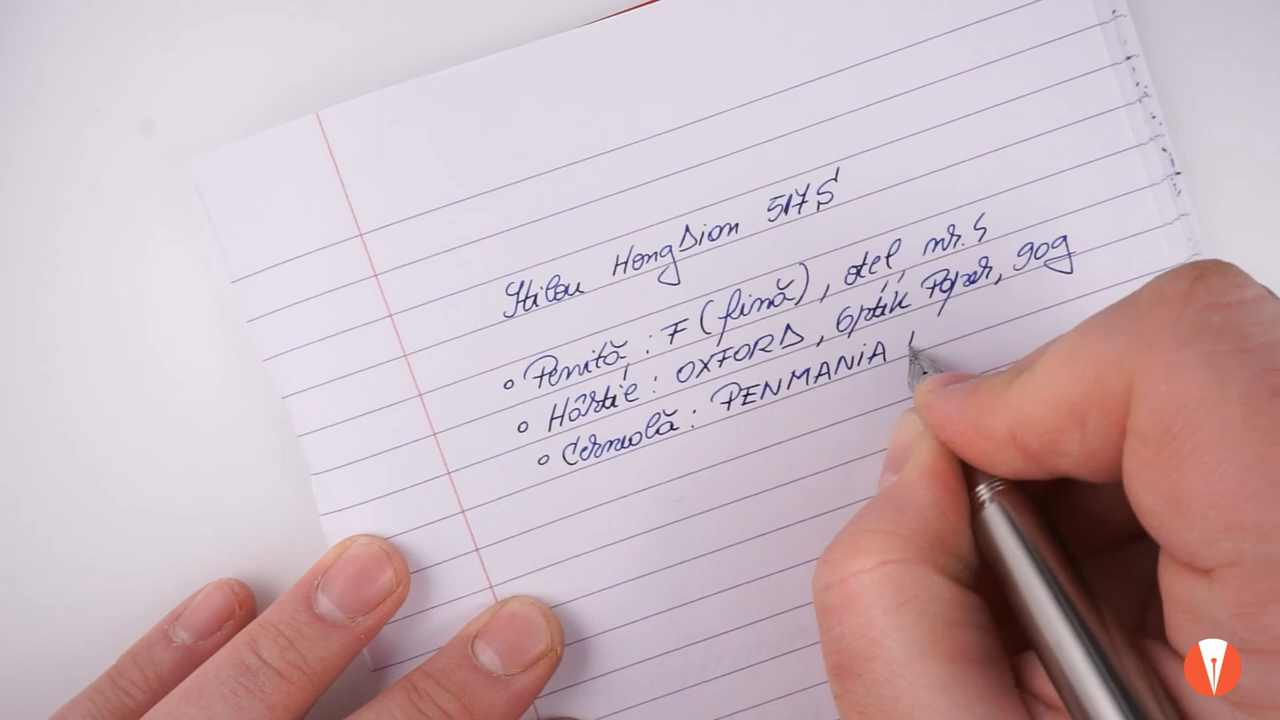 Stilou HongDian 517S
• Peniță : F (fină), oțel, nr. 5
• Hârtie : OXFORD, Optik Paper, 90g
• Cerneală : PENMANIA